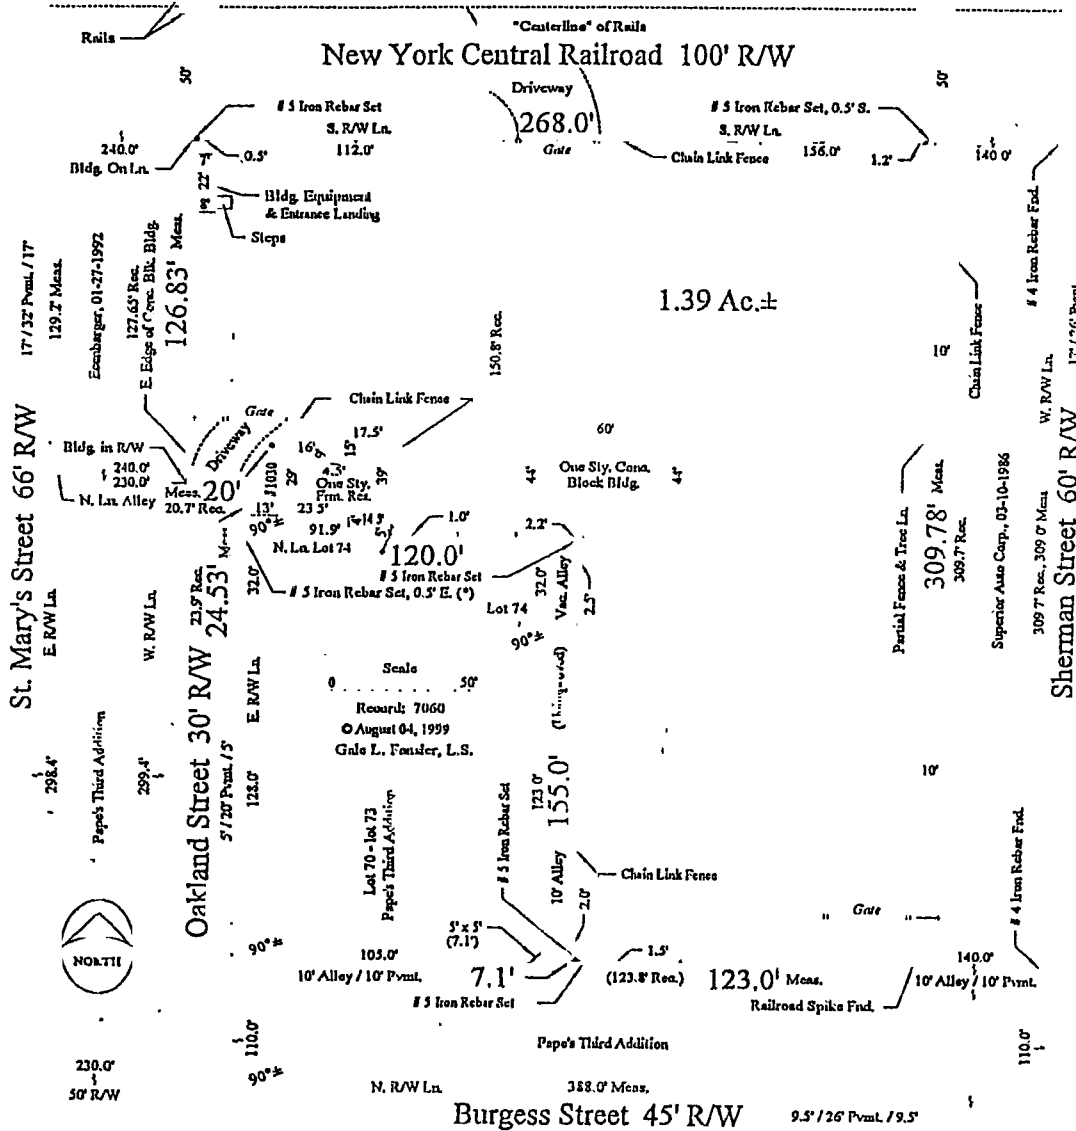 "Centerline" of Rails
Rails
New York Central Railroad 100' R/W
50'
50'
Driveway
# 5 Iron Rebar Set
# 5 Iron Rebar Set, 0.5' S.
S. R/W Ln.
268.0'
S. R/W Ln.
240.0'
0.5'
112.0'
Gate
Chain Link Fence
156.0'
1.2'
140.0'
Bldg. On Ln.
7'
22'
Bldg. Equipment
& Entrance Landing
Steps
# 4 Iron Rebar Fnd.
17'/32' Pvmt. / 17'
129.2' Meas.
01-27-1992
127.65' Rec.
E. Edge of Conc. Blk. Bldg.
126.83' Meas.
1.39 Ac.±
150.8' Rec.
10'
Chain Link Fence
W. R/W Ln.
Chain Link Fence
Gate
Driveway
17.5'
16'
15'
60'
Bldg. in R/W
240.0'
230.0'
N. Ln. Alley
Meas. 20'
20.7' Rec.
#1030
29'
4.3'
One Sty.
Frm. Res.
39'
44'
One Sty. Conc.
Block Bldg.
44'
13'
23.5'
90°±
91.9'
14.5'
1.0'
2.2'
N. Ln. Lot 74
120.0'
# 5 Iron Rebar Set
# 5 Iron Rebar Set, 0.5' E. (*)
St. Mary's Street 66' R/W
E. R/W Ln.
W. R/W Ln.
23.9' Rec.
24.53' Meas.
32.0'
32.0'
Vac. Alley
2.5'
Lot 74
90°±
Partial Fence & Tree Ln.
309.78' Meas.
309.7' Rec.
Superior Auto Corp., 03-10-1986
309.7' Rec., 309.0' Meas
Sherman Street 60' R/W
Scale
0 50'
Record: 7060
© August 04, 1999
Gale L. Fonsler, L.S.
298.4'
Pape's Third Addition
299.4'
Oakland Street 30' R/W
5'/20' Pvmt. / 5'
E. R/W Ln.
128.0'
Lot 70 - lot 73
Pape's Third Addition
# 5 Iron Rebar Set
123.0'
155.0'
10' Alley
10'
Chain Link Fence
2.0'
Gate
# 4 Iron Rebar Fnd.
NORTH
90°±
5' x 5'
(7.1')
105.0'
10' Alley / 10' Pvmt.
7.1'
1.5'
(123.8' Rec.)
123.0' Meas.
140.0'
10' Alley / 10' Pvmt.
# 5 Iron Rebar Set
Railroad Spike Fnd.
110.0'
Pape's Third Addition
110.0'
230.0'
50' R/W
90°±
N. R/W Ln.
388.0' Meas.
Burgess Street 45' R/W
9.5' / 26' Pvmt. / 9.5'